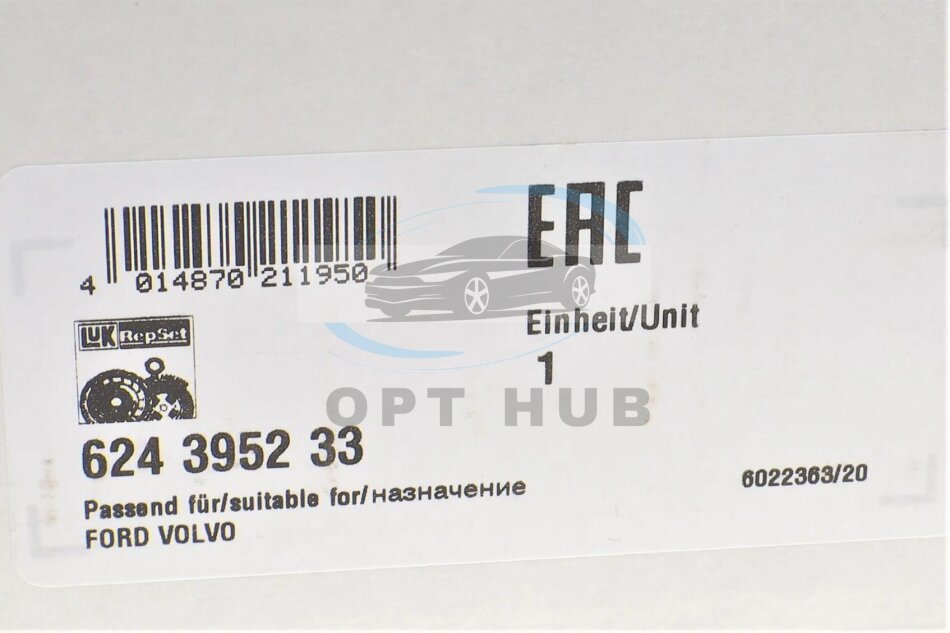 EAC
4 014870 211950
Einheit/Unit
1
LuK RepSet
OPT HUB
624 3952 33
Passend für/suitable for/назначение
FORD VOLVO
6022363/20